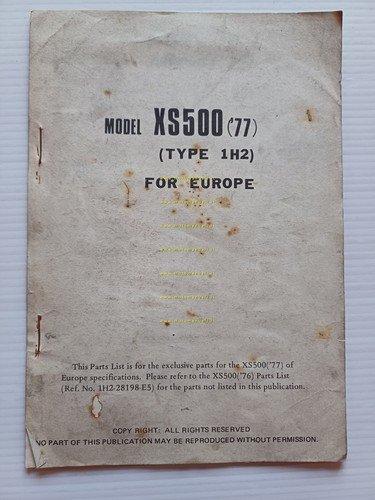 MODEL XS500 ('77)
(TYPE 1H2)
FOR EUROPE
This Parts List is for the exclusive parts for the XS500('77) of
Europe specifications. Please refer to the XS500('76) Parts List
(Ref. No. 1H2-28198-E5) for the parts not listed in this publication.
COPY RIGHT: ALL RIGHTS RESERVED
NO PART OF THIS PUBLICATION MAY BE REPRODUCED WITHOUT PERMISSION.